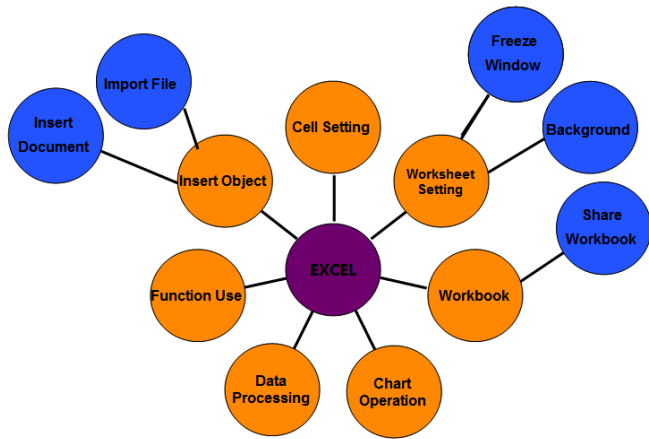 Freeze
Window
Import File
Insert
Document
Cell Setting
Background
Insert Object
Worksheet
Setting
Share
Workbook
EXCEL
Function Use
Workbook
Data
Processing
Chart
Operation